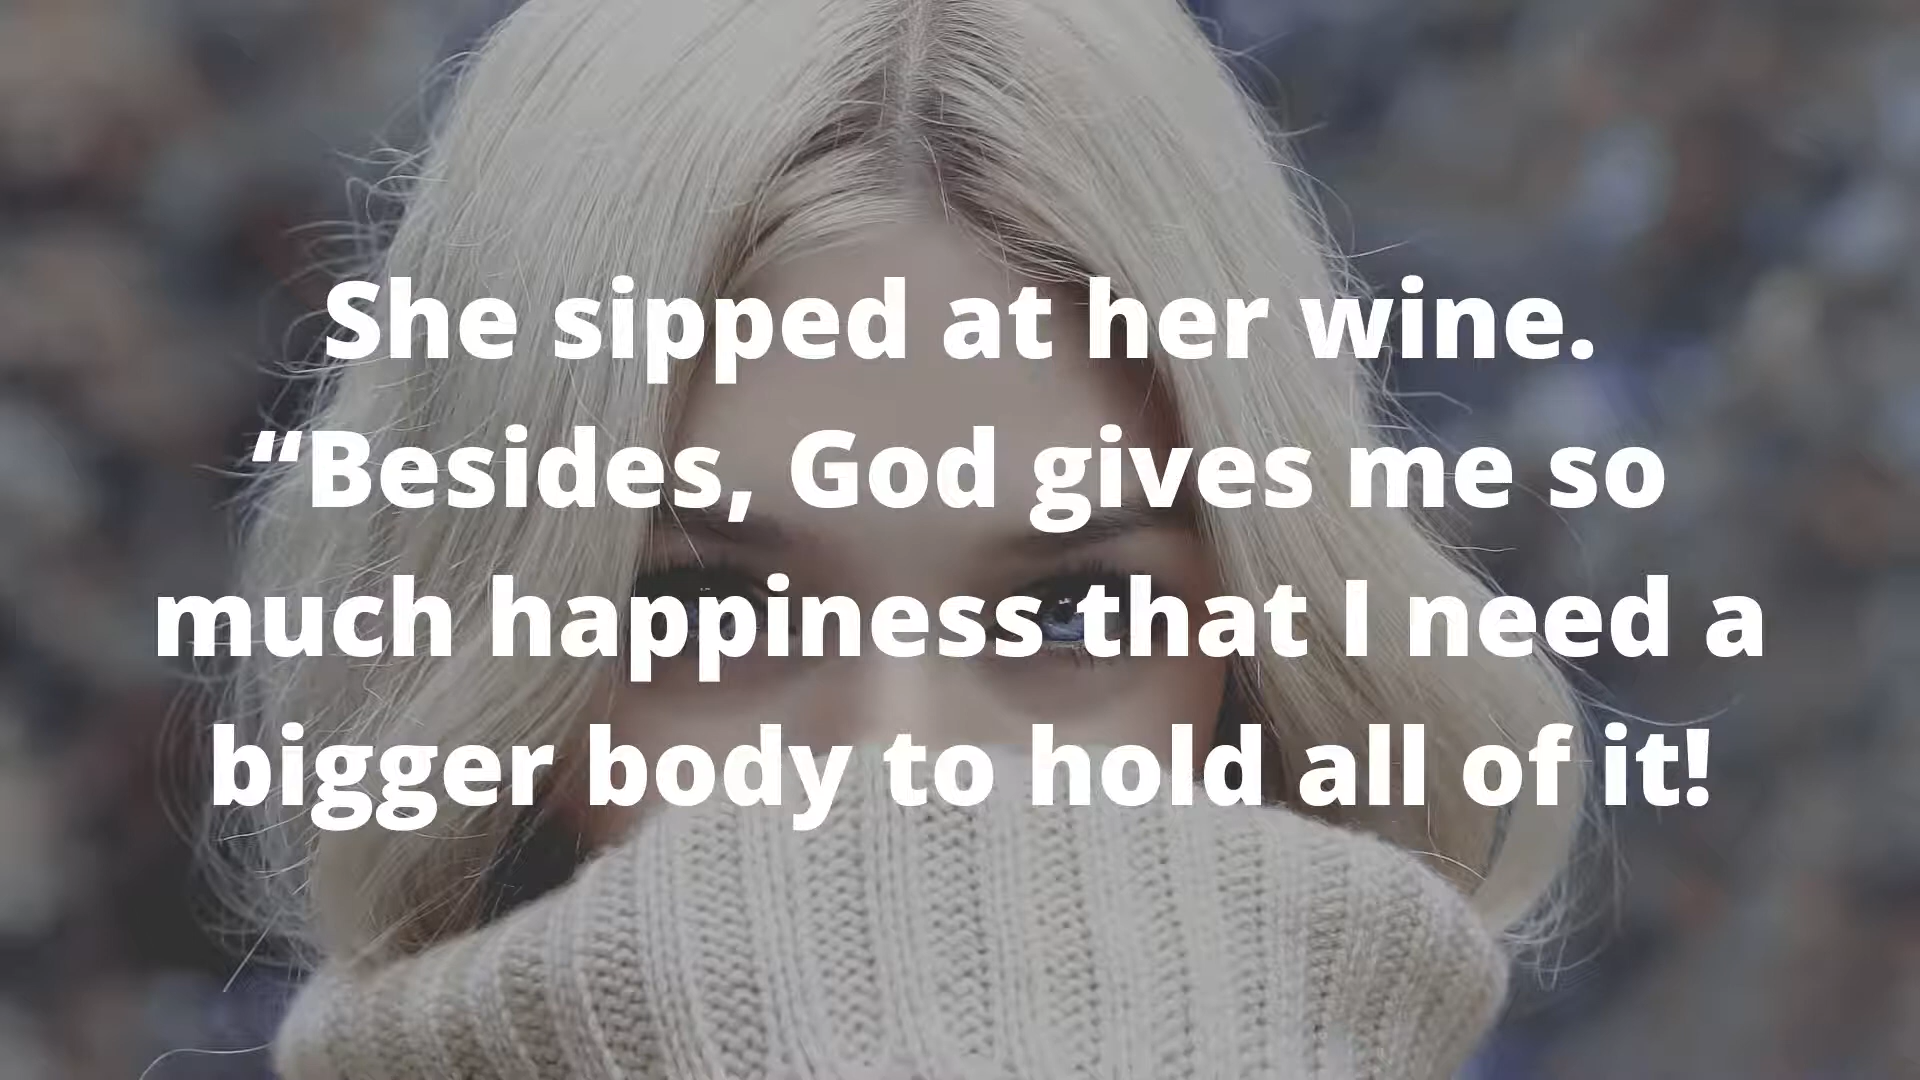 She sipped at her wine.
“Besides, God gives me so
much happiness that I need a
bigger body to hold all of it!